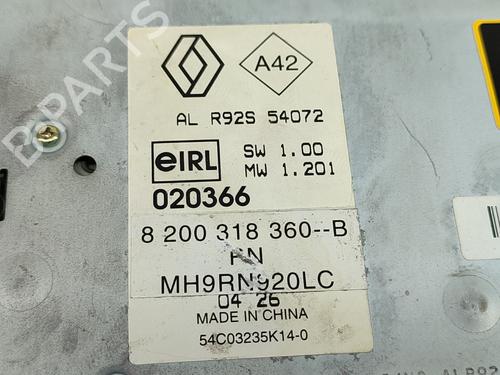 B-PARTS
A42
AL R92S 54072
eIRL
SW 1.00
MW 1.201
020366
8 200 318 360--B
MH9RN920LC
04 26
MADE IN CHINA
54C03235K14-0